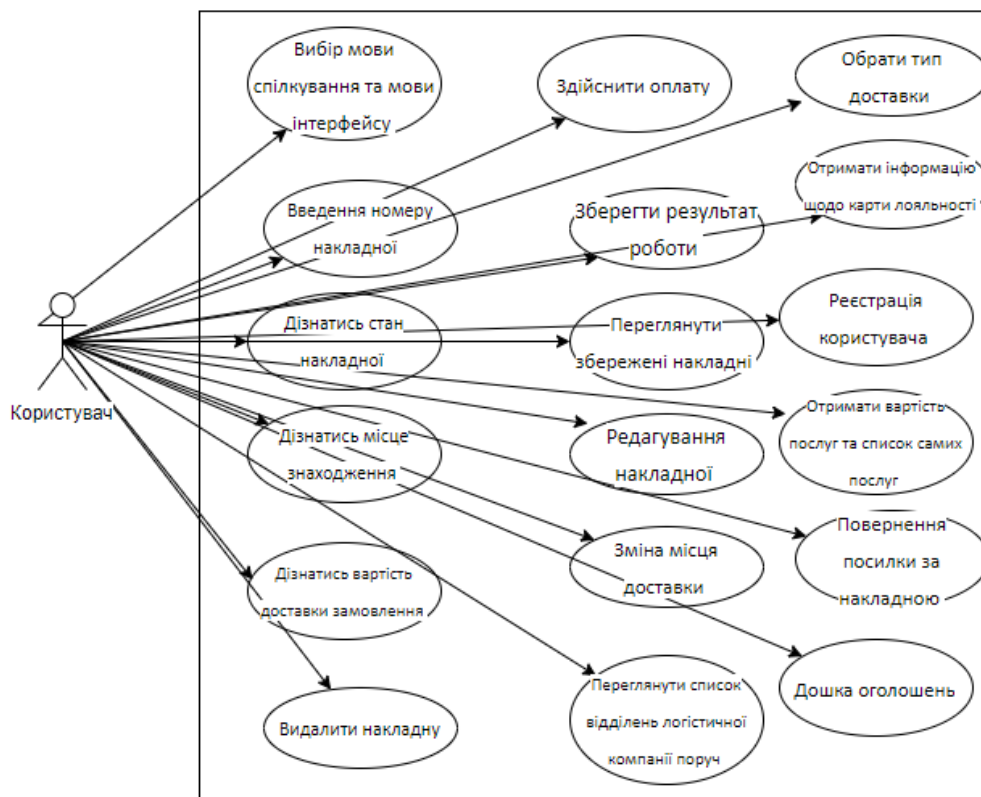 Вибір мови
спілкування та мови
інтерфейсу
Здійснити оплату
Обрати тип
доставки
Введення номеру
накладної
Зберегти результат
роботи
Отримати інформацію
щодо карти лояльності
Дізнатись стан
накладної
Переглянути
збережені накладні
Реєстрація
користувача
Користувач
Дізнатись місце
знаходження
Редагування
накладної
Отримати вартість
послуг та список самих
послуг
Дізнатись вартість
доставки замовлення
Зміна місця
доставки
Повернення
посилки за
накладною
Видалити накладну
Переглянути список
відділень логістичної
компанії поруч
Дошка оголошень